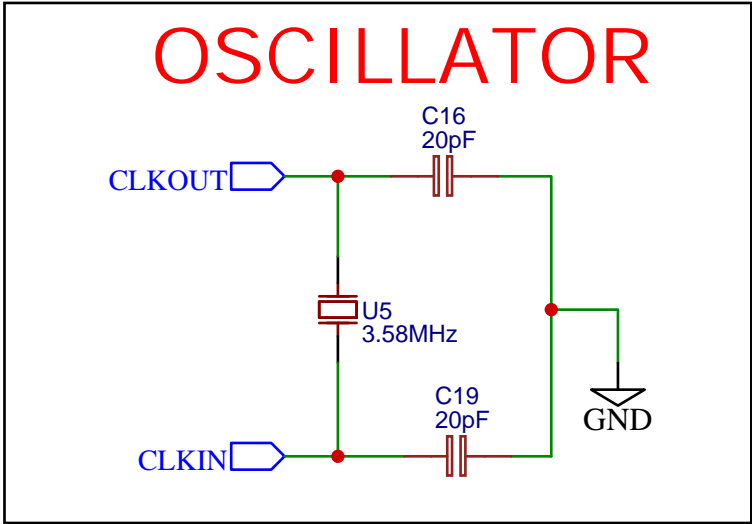 OSCILLATOR
C16
20pF
CLKOUT
U5
3.58MHz
C19
20pF
GND
CLKIN